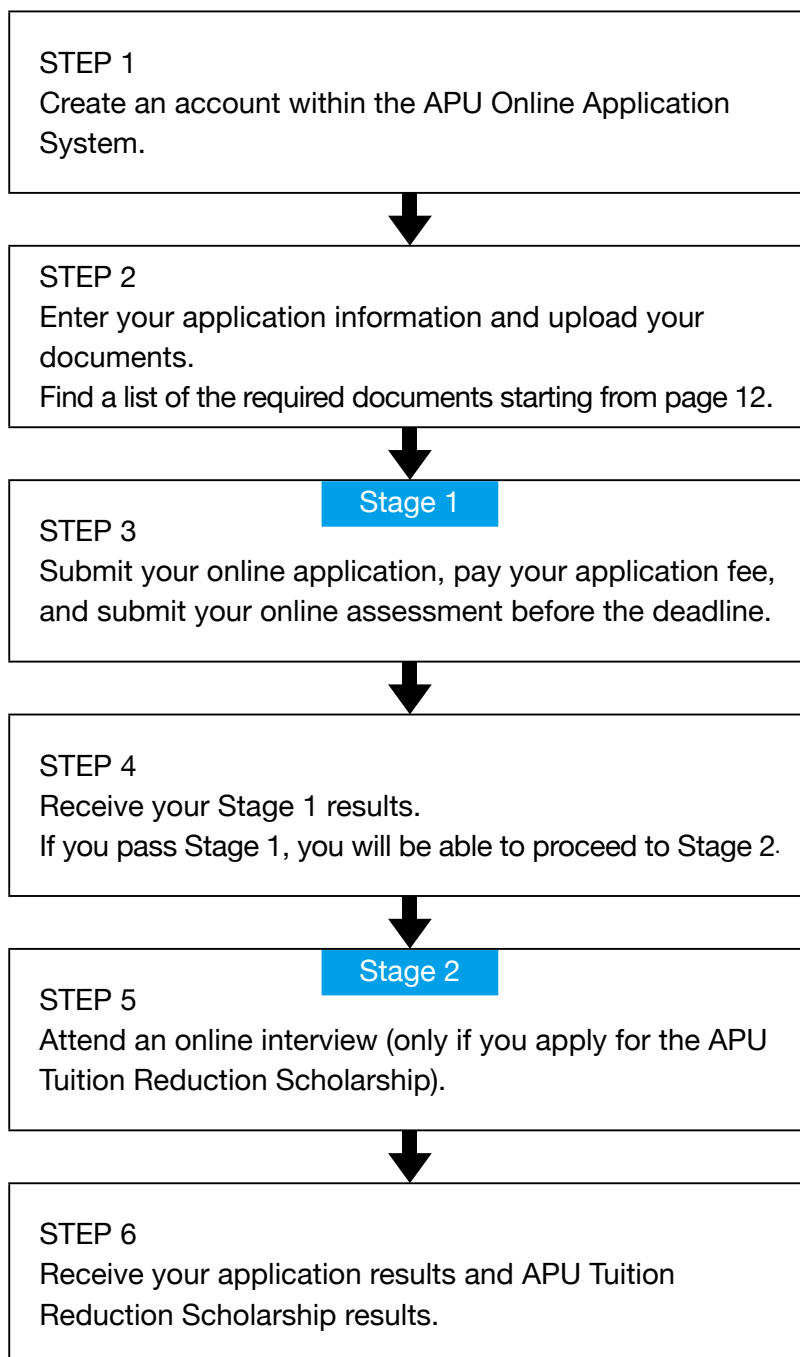 STEP 1
Create an account within the APU Online Application
System.
STEP 2
Enter your application information and upload your
documents.
Find a list of the required documents starting from page 12.
Stage 1
STEP 3
Submit your online application, pay your application fee,
and submit your online assessment before the deadline.
STEP 4
Receive your Stage 1 results.
If you pass Stage 1, you will be able to proceed to Stage 2.
Stage 2
STEP 5
Attend an online interview (only if you apply for the APU
Tuition Reduction Scholarship).
STEP 6
Receive your application results and APU Tuition
Reduction Scholarship results.